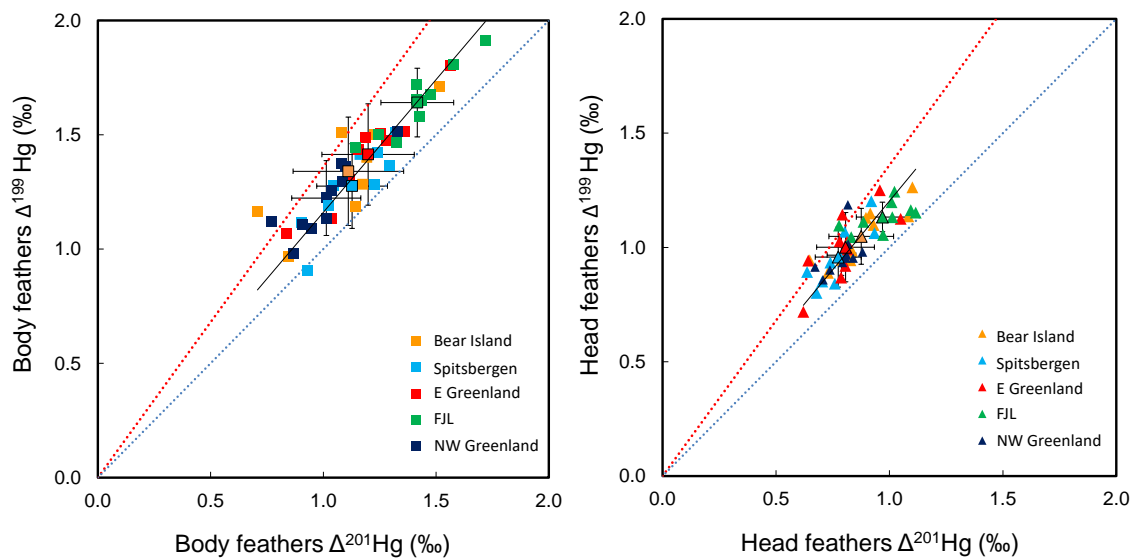 Body feathers Δ¹⁹⁹ Hg (‰)
2.0
1.5
1.0
0.5
0.0
Bear Island
Spitsbergen
E Greenland
FJL
NW Greenland
0.0 0.5 1.0 1.5 2.0
Body feathers Δ²⁰¹Hg (‰)
Head feathers Δ¹⁹⁹ Hg (‰)
2.0
1.5
1.0
0.5
0.0
Bear Island
Spitsbergen
E Greenland
FJL
NW Greenland
0.0 0.5 1.0 1.5 2.0
Head feathers Δ²⁰¹Hg (‰)